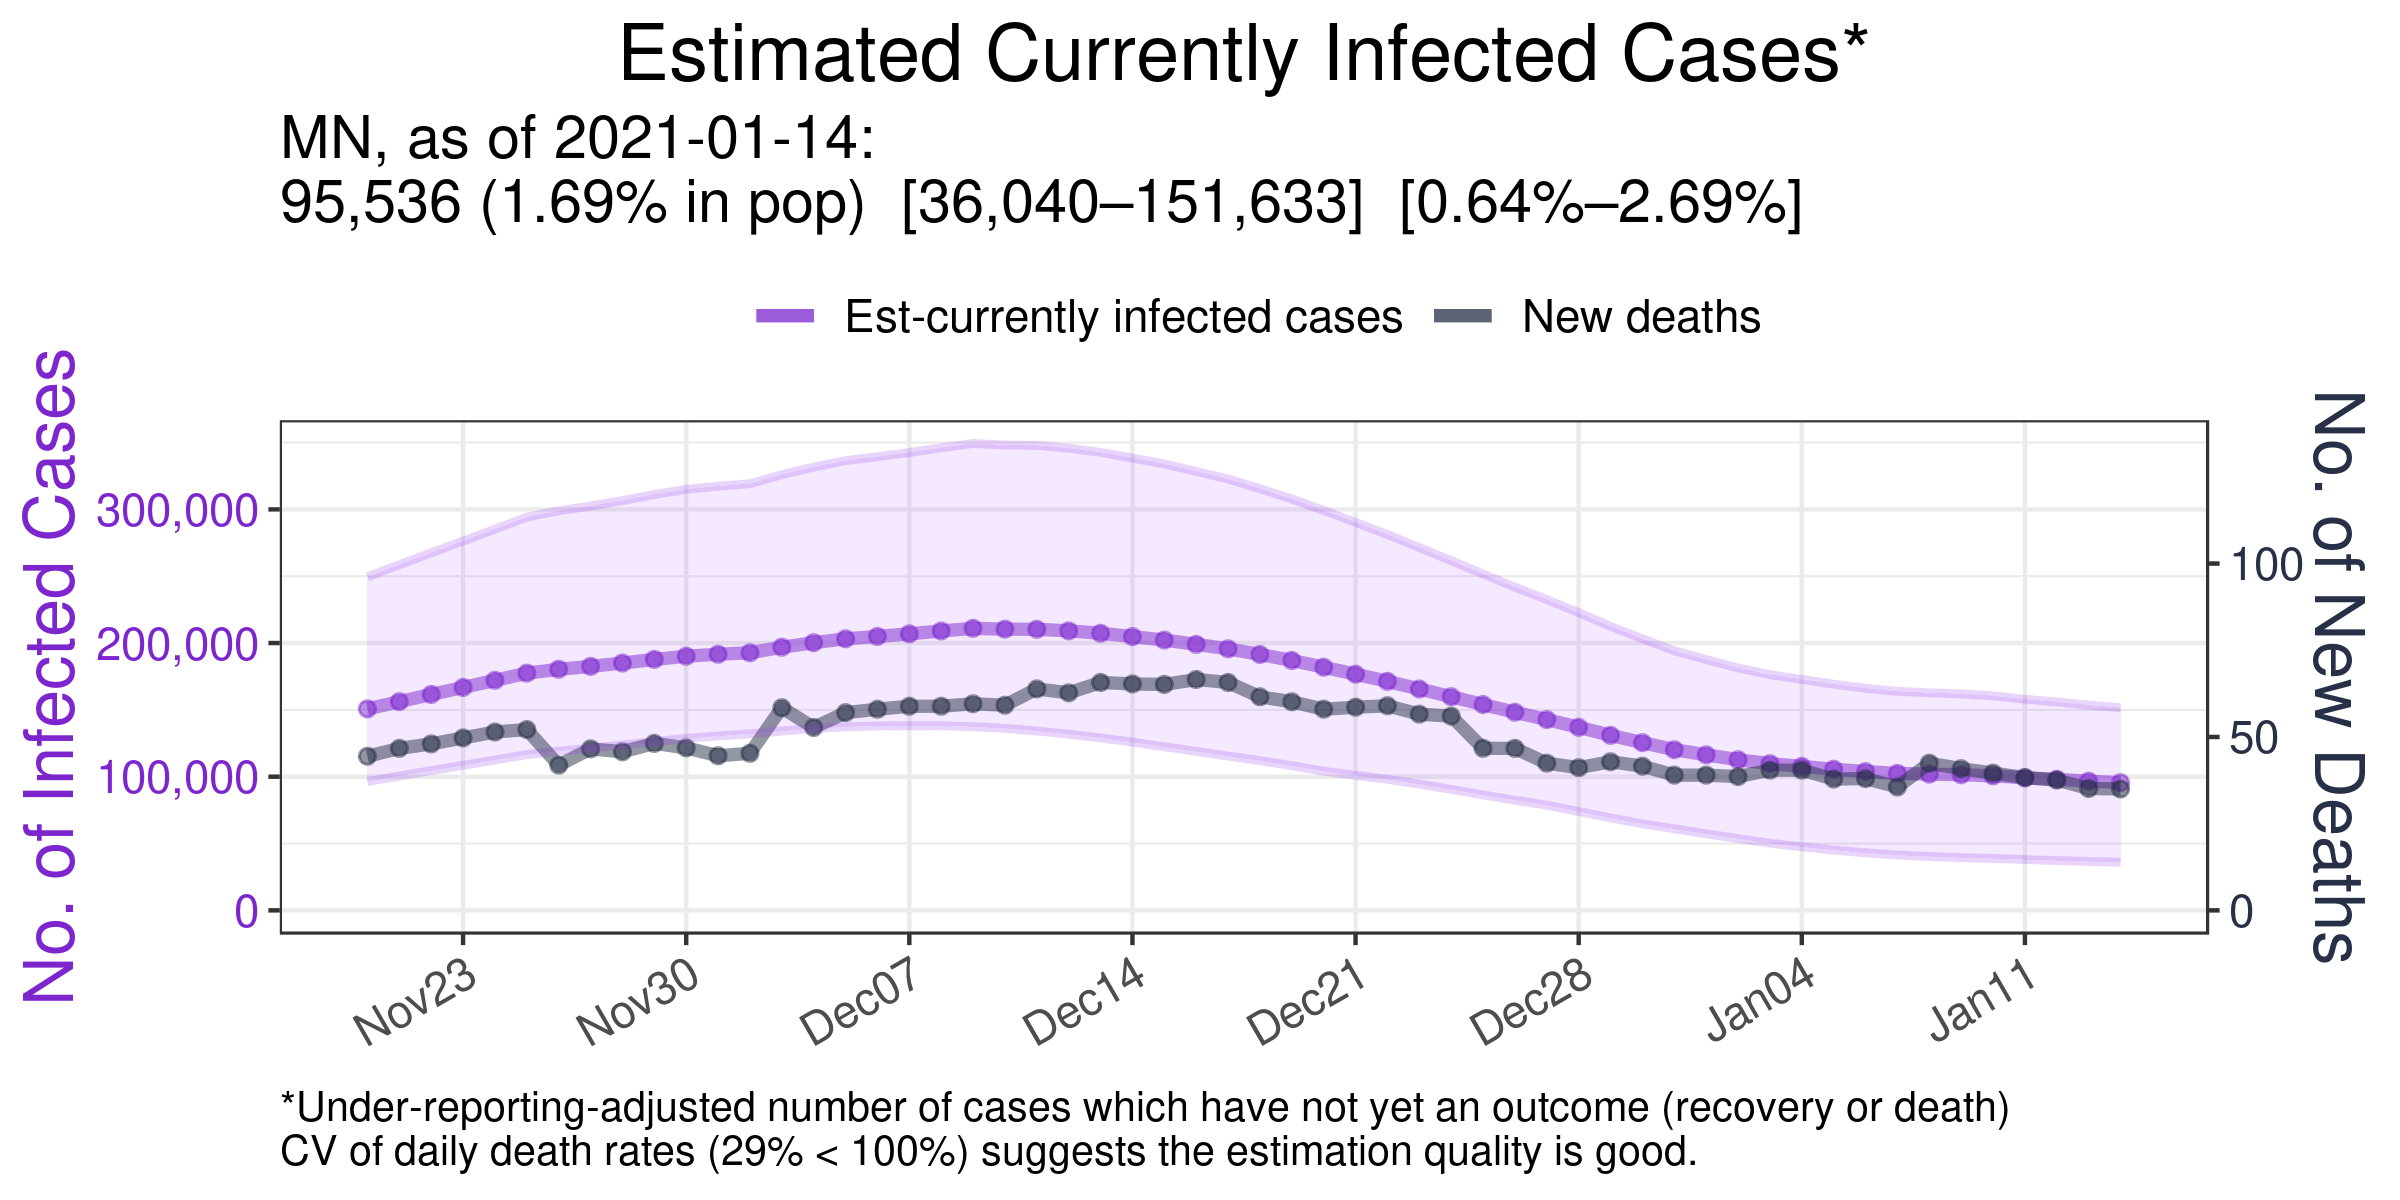 Estimated Currently Infected Cases*
MN, as of 2021-01-14:
95,536 (1.69% in pop)  [36,040–151,633]  [0.64%–2.69%]
Est-currently infected cases
New deaths
No. of Infected Cases
300,000
200,000
100,000
0
No. of New Deaths
100
50
0
Nov23
Nov30
Dec07
Dec14
Dec21
Dec28
Jan04
Jan11
*Under-reporting-adjusted number of cases which have not yet an outcome (recovery or death)
CV of daily death rates (29% < 100%) suggests the estimation quality is good.